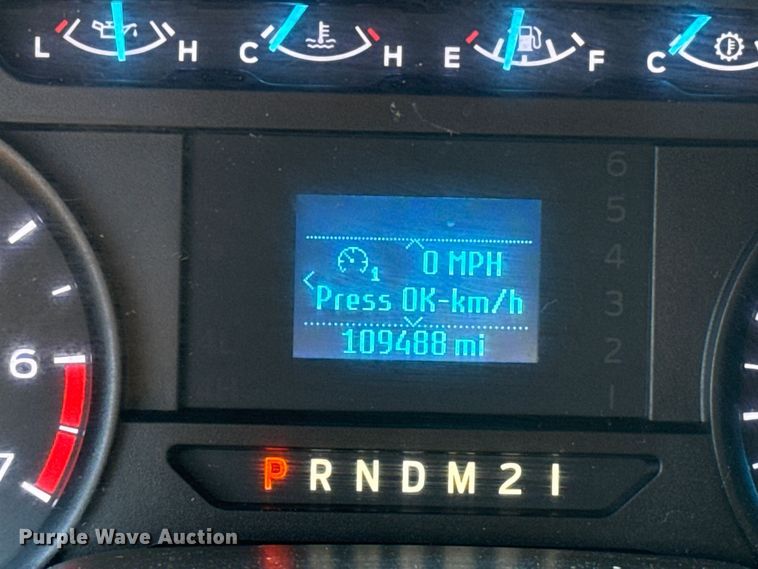 L H C H E F C
6
5
4
0 MPH
1
3
Press OK-km/h
2
109488 mi
1
6
7
P R N D M 2 1
Purple Wave Auction